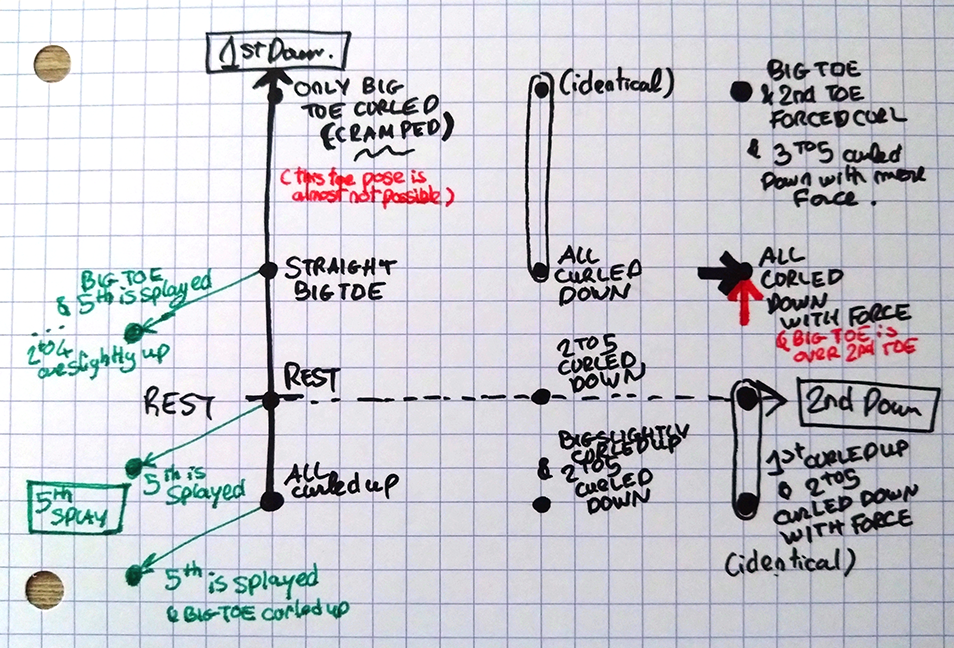 1st Down.
ONLY BIG
TOE CURLED
(CRAMPED)
(this toe pose is
almost not possible)
(identical)
BIG TOE
& 2nd TOE
FORCED CURL
& 3 TO 5 curled
Down with more
Force.
BIG TOE
& 5th is splayed
...
2 to 4
are slightly up
STRAIGHT
BIG TOE
ALL
CURLED
DOWN
ALL
CURLED
DOWN
WITH FORCE
& BIG TOE is
OVER 2nd TOE
REST
REST
2 TO 5
CURLED
DOWN
2nd Down
5th
SPLAY
5th is
splayed
ALL
curled up
BIG SLIGHTLY
CURLED UP
& 2 TO 5
CURLED
DOWN
1st CURLED UP
& 2 TO 5
CURLED DOWN
WITH FORCE
(identical)
5th is splayed
& BIG TOE curled up